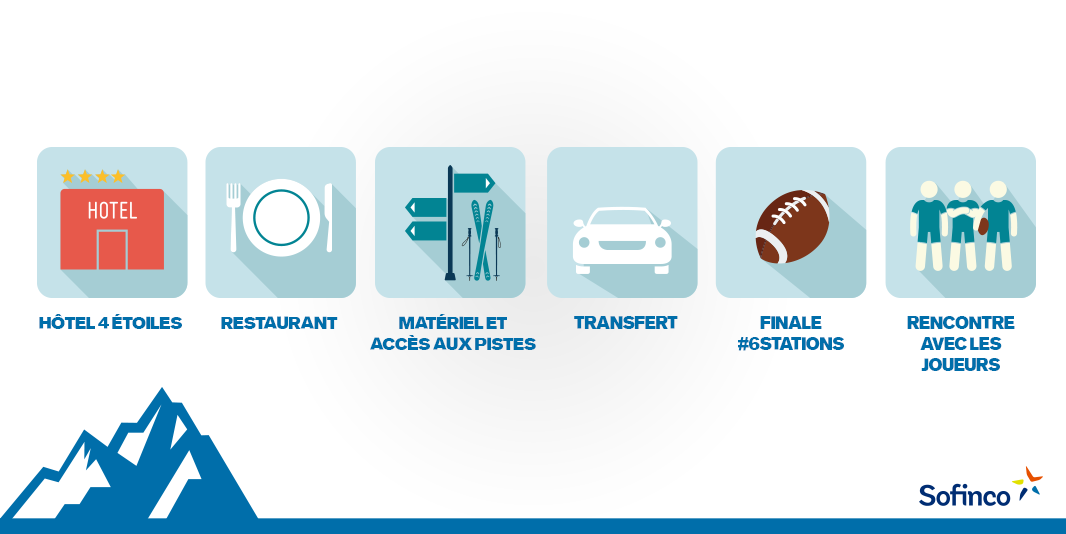 HOTEL
HÔTEL 4 ÉTOILES
RESTAURANT
MATÉRIEL ET
ACCÈS AUX PISTES
TRANSFERT
FINALE
#6STATIONS
RENCONTRE
AVEC LES
JOUEURS
Sofinco